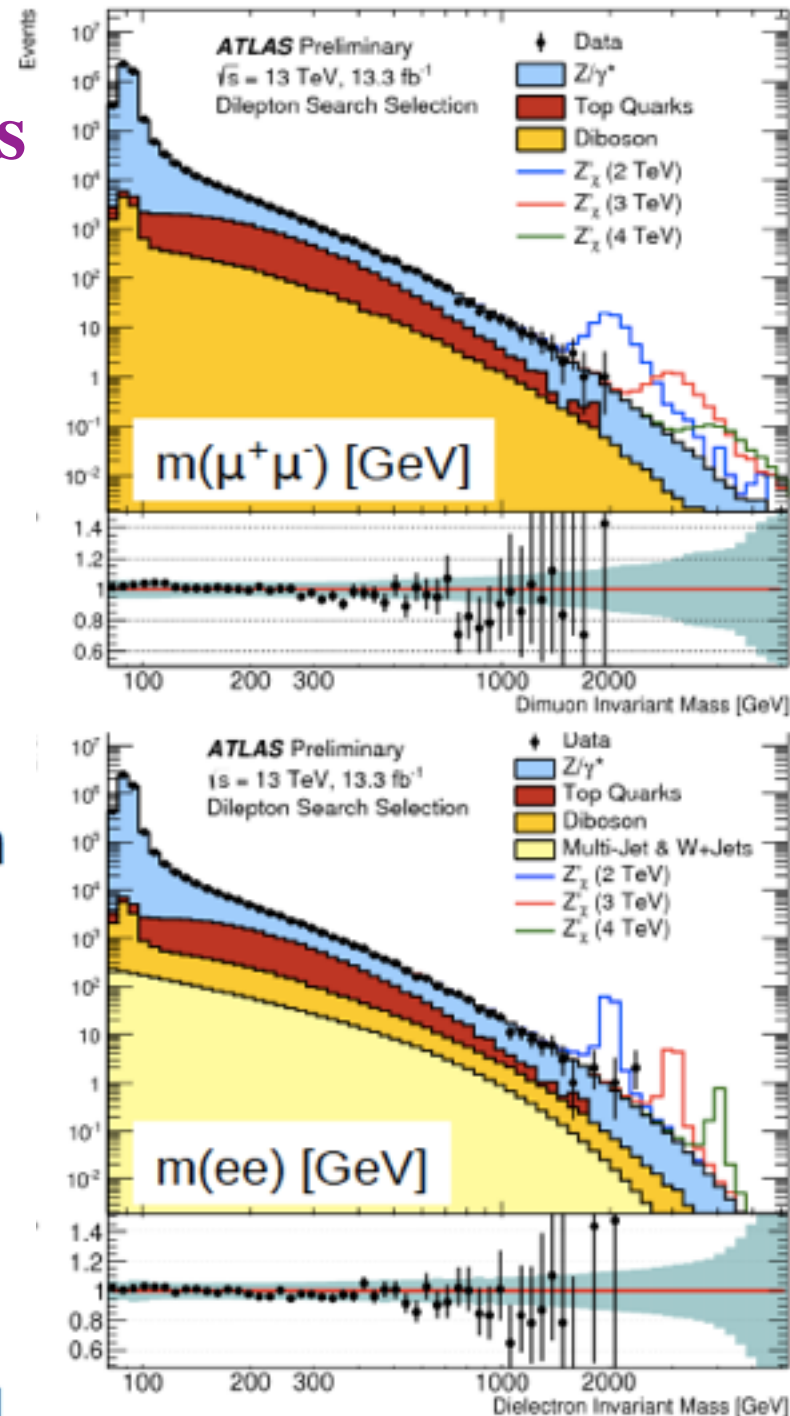 Events
s
10⁷
10⁶
10⁵
10⁴
10³
10²
10
1
10⁻¹
10⁻²
ATLAS Preliminary
√s = 13 TeV, 13.3 fb⁻¹
Dilepton Search Selection
Data
Z/γ*
Top Quarks
Diboson
Z'χ (2 TeV)
Z'χ (3 TeV)
Z'χ (4 TeV)
m(μ⁺μ⁻) [GeV]
1.4
1.2
1
0.8
0.6
100 200 300 1000 2000
Dimuon Invariant Mass [GeV]
10⁷
10⁶
10⁵
10⁴
10³
10²
10
1
10⁻¹
10⁻²
ATLAS Preliminary
√s = 13 TeV, 13.3 fb⁻¹
Dilepton Search Selection
Data
Z/γ*
Top Quarks
Diboson
Multi-Jet & W+Jets
Z'χ (2 TeV)
Z'χ (3 TeV)
Z'χ (4 TeV)
m(ee) [GeV]
1.4
1.2
1
0.8
0.6
100 200 300 1000 2000
Dielectron Invariant Mass [GeV]